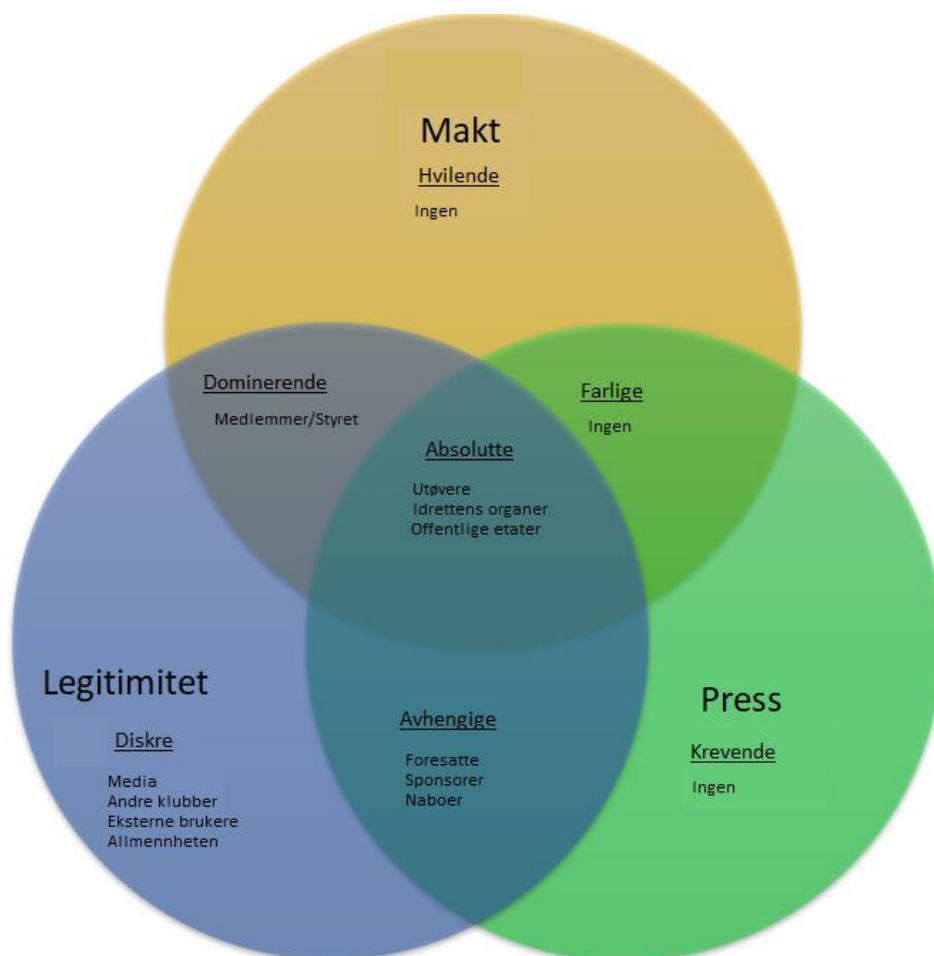 Makt
Hvilende
Ingen
Dominerende
Medlemmer/Styret
Farlige
Ingen
Absolutte
Utøvere
Idrettens organer
Offentlige etater
Legitimitet
Diskre
Media
Andre klubber
Eksterne brukere
Allmennheten
Avhengige
Foresatte
Sponsorer
Naboer
Press
Krevende
Ingen